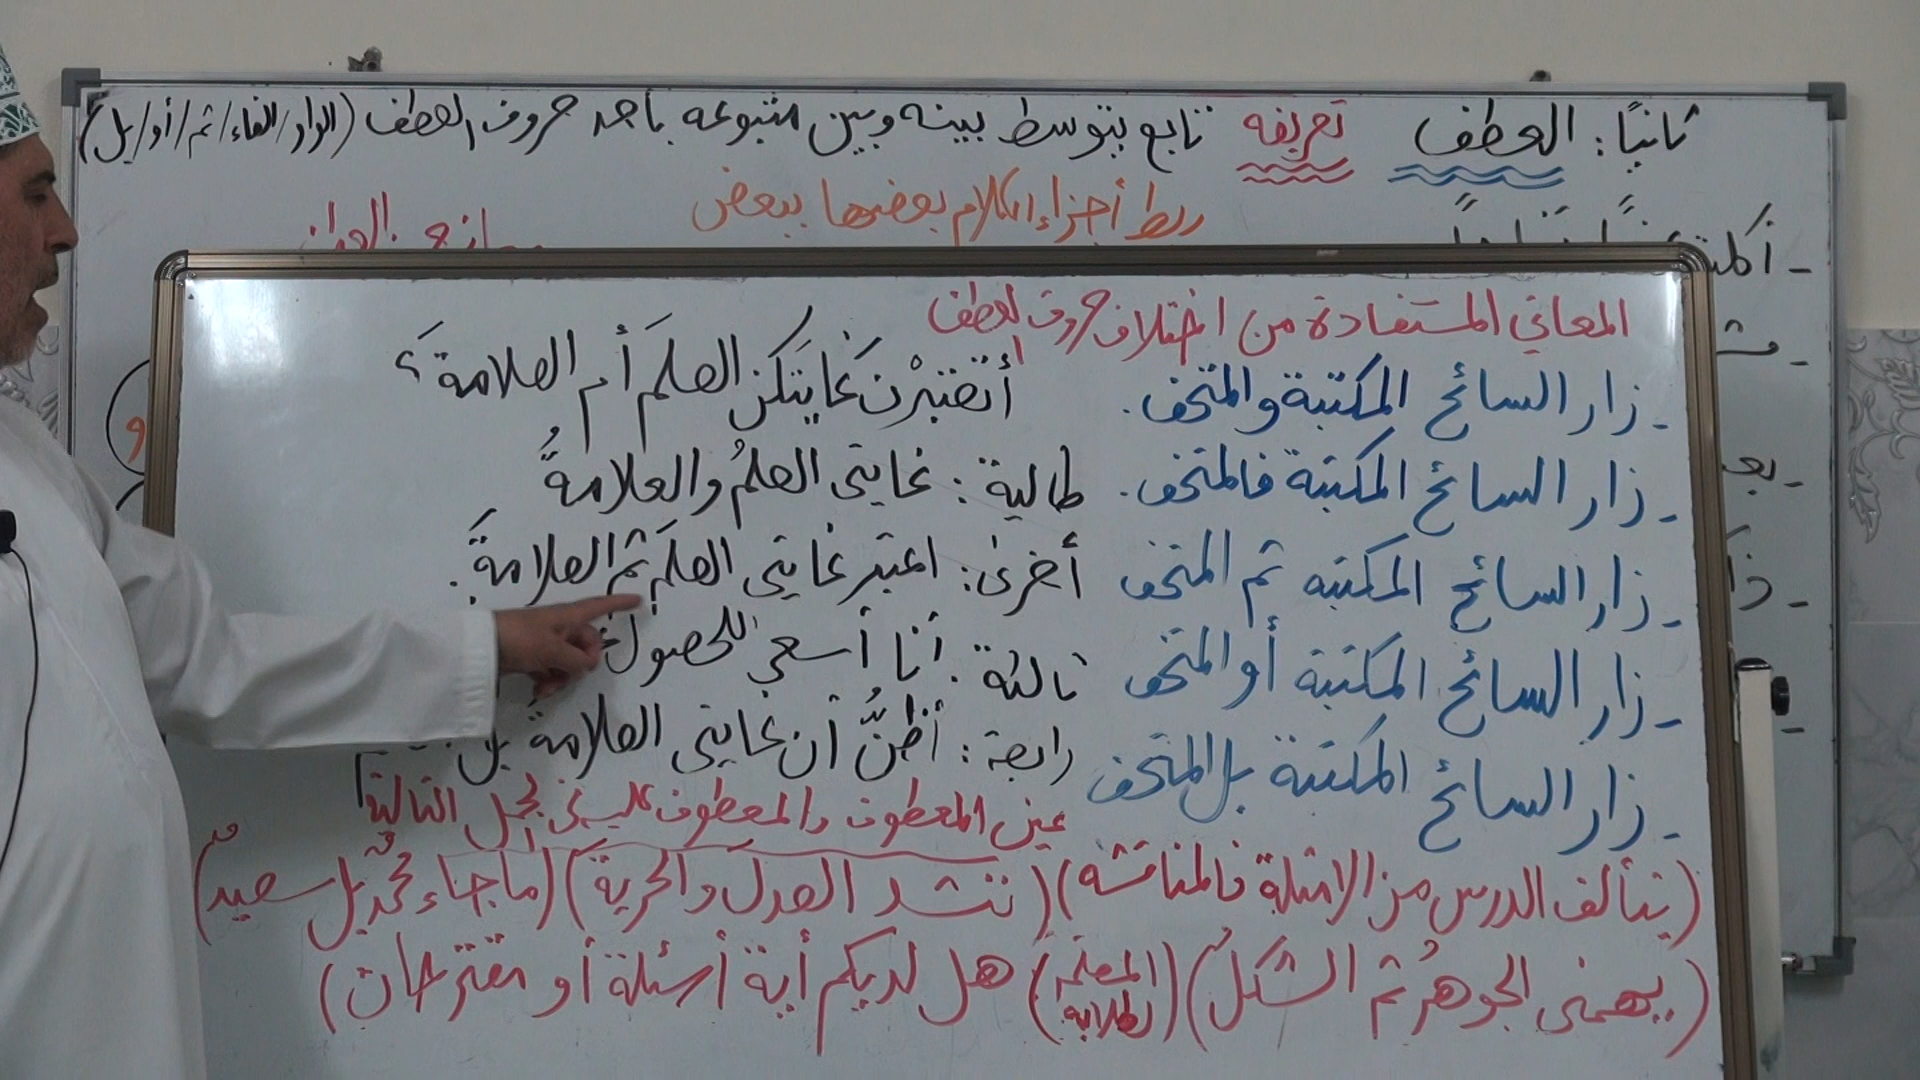 ثانيًا: العطف تعريفه تابع يتوسط بينه وبين متبوعه بأحد حروف العطف (الواو/الفاء/ثم/أو/بل)
ربط أجزاء الكلام بعضها ببعض
المعاني المستفادة من اختلاف حروف العطف
- زار السائح المكتبة والمتحف.
- زار السائح المكتبة فالمتحف.
- زار السائح المكتبة ثم المتحف
- زار السائح المكتبة أو المتحف
- زار السائح المكتبة بل المتحف
أتعتبرْن غايتكن العلمَ أم العلامةَ؟
طالبة: غايتي العلمُ والعلامةُ
أخرى: اعتبر غايتي العلمَ ثم العلامةَ.
ثالثة: أنا أسعى للحصول
رابعة: أظنُّ أن غايتي العلامةَ بل
عين المعطوف والمعطوف عليه في الجمل التالية
(يتألف الدرس من الأمثلة فالمناقشة) (ننشد العدلَ والحريةَ) (ما جاء محمدٌ بل سعيدٌ)
(يهمني الجوهرُ ثم الشكلُ) (المعلم لطلابه) هل لديكم أية أسئلة أو مقترحات)